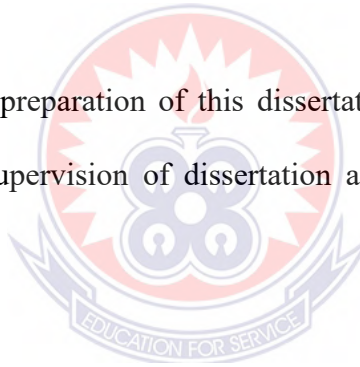 preparation of this dissertat
upervision of dissertation a
EDUCATION FOR SERVICE